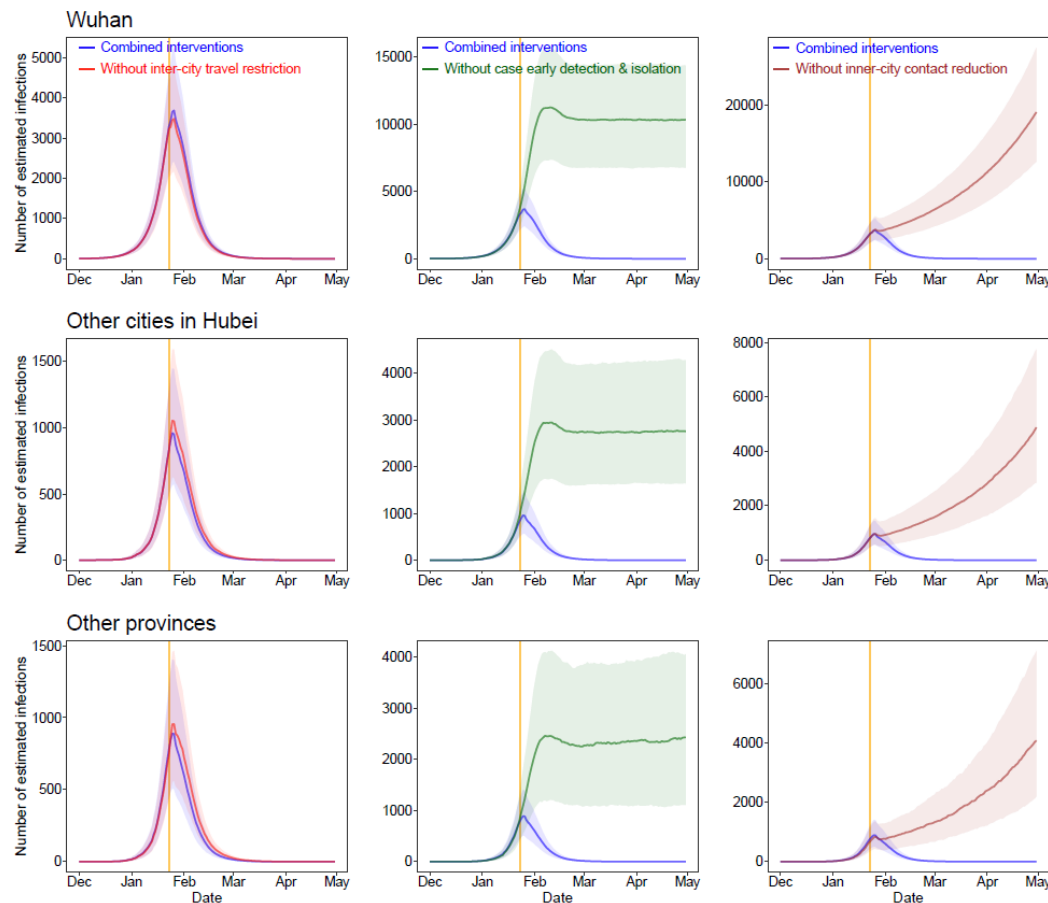 Wuhan
Number of estimated infections
Combined interventions
Without inter-city travel restriction
5000
4000
3000
2000
1000
0
Dec Jan Feb Mar Apr May
Combined interventions
Without case early detection & isolation
15000
10000
5000
0
Dec Jan Feb Mar Apr May
Combined interventions
Without inner-city contact reduction
20000
10000
0
Dec Jan Feb Mar Apr May
Other cities in Hubei
Number of estimated infections
1500
1000
500
0
Dec Jan Feb Mar Apr May
4000
3000
2000
1000
0
Dec Jan Feb Mar Apr May
8000
6000
4000
2000
0
Dec Jan Feb Mar Apr May
Other provinces
Number of estimated infections
1500
1000
500
0
Dec Jan Feb Mar Apr May
Date
4000
3000
2000
1000
0
Dec Jan Feb Mar Apr May
Date
6000
4000
2000
0
Dec Jan Feb Mar Apr May
Date